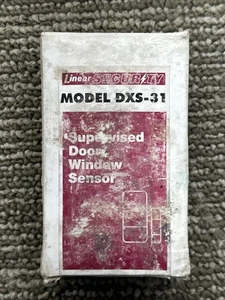 Linear SECURITY
MODEL DXS-31
Supervised
Door/
Window
Sensor